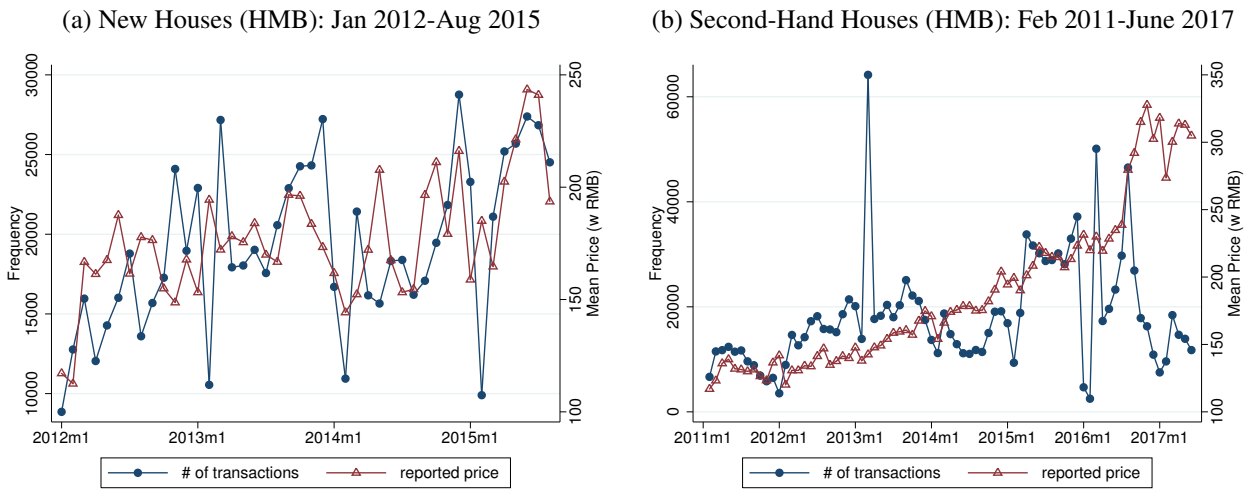 (a) New Houses (HMB): Jan 2012-Aug 2015
30000
25000
20000
15000
10000
Frequency
250
200
150
100
Mean Price (w RMB)
2012m1
2013m1
2014m1
2015m1
# of transactions
reported price
(b) Second-Hand Houses (HMB): Feb 2011-June 2017
60000
40000
20000
0
Frequency
350
300
250
200
150
100
Mean Price (w RMB)
2011m1
2012m1
2013m1
2014m1
2015m1
2016m1
2017m1
# of transactions
reported price